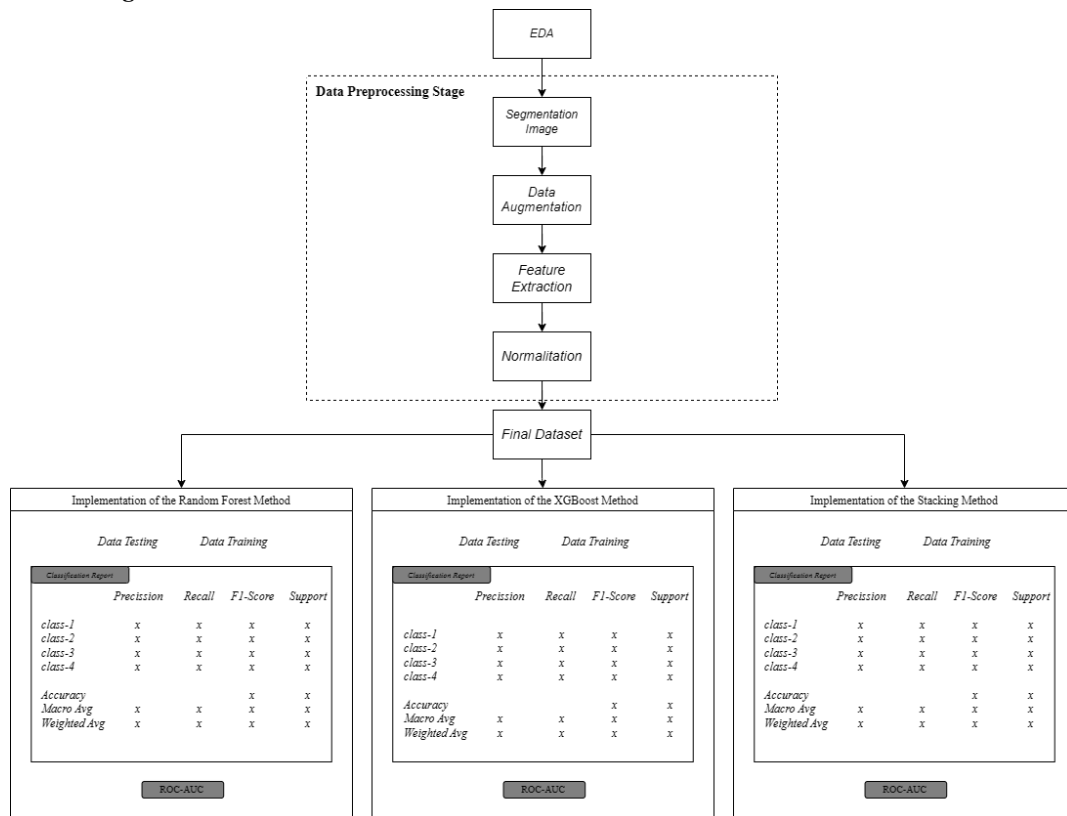 EDA
Data Preprocessing Stage
Segmentation
Image
Data
Augmentation
Feature
Extraction
Normalitation
Final Dataset
Implementation of the Random Forest Method
Data Testing Data Training
Classification Report
Precission Recall F1-Score Support
class-1 x x x x
class-2 x x x x
class-3 x x x x
class-4 x x x x
Accuracy x x
Macro Avg x x x x
Weighted Avg x x x x
ROC-AUC
Implementation of the XGBoost Method
Data Testing Data Training
Classification Report
Precission Recall F1-Score Support
class-1 x x x x
class-2 x x x x
class-3 x x x x
class-4 x x x x
Accuracy x x
Macro Avg x x x x
Weighted Avg x x x x
ROC-AUC
Implementation of the Stacking Method
Data Testing Data Training
Classification Report
Precission Recall F1-Score Support
class-1 x x x x
class-2 x x x x
class-3 x x x x
class-4 x x x x
Accuracy x x
Macro Avg x x x x
Weighted Avg x x x x
ROC-AUC